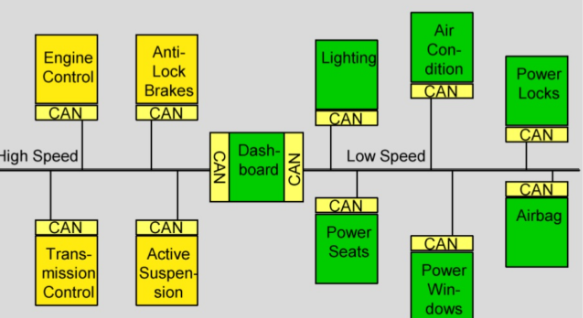 Engine
Control
CAN
Anti-
Lock
Brakes
CAN
Lighting
CAN
Air
Con-
dition
CAN
Power
Locks
CAN
High Speed
CAN
Dash-
board
CAN
Low Speed
CAN
Trans-
mission
Control
CAN
Active
Suspen-
sion
CAN
Power
Seats
CAN
Power
Win-
dows
CAN
Airbag